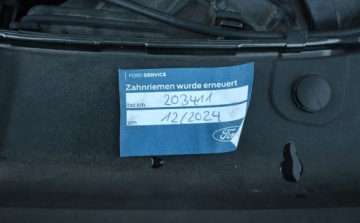 FORD SERVICE
Zahnriemen wurde erneuert
bei km 203411
am 12/2024
Ford